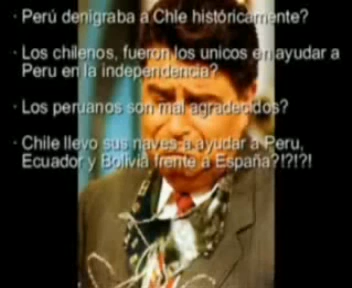 · Perú denigraba a Chle históricamente?
· Los chilenos, fueron los unicos en ayudar a
Peru en la independencia?
· Los peruanos son mal agradecidos?
· Chile llevo sus naves a ayudar a Peru,
Ecuador y Bolivia frente a España?!?!?!